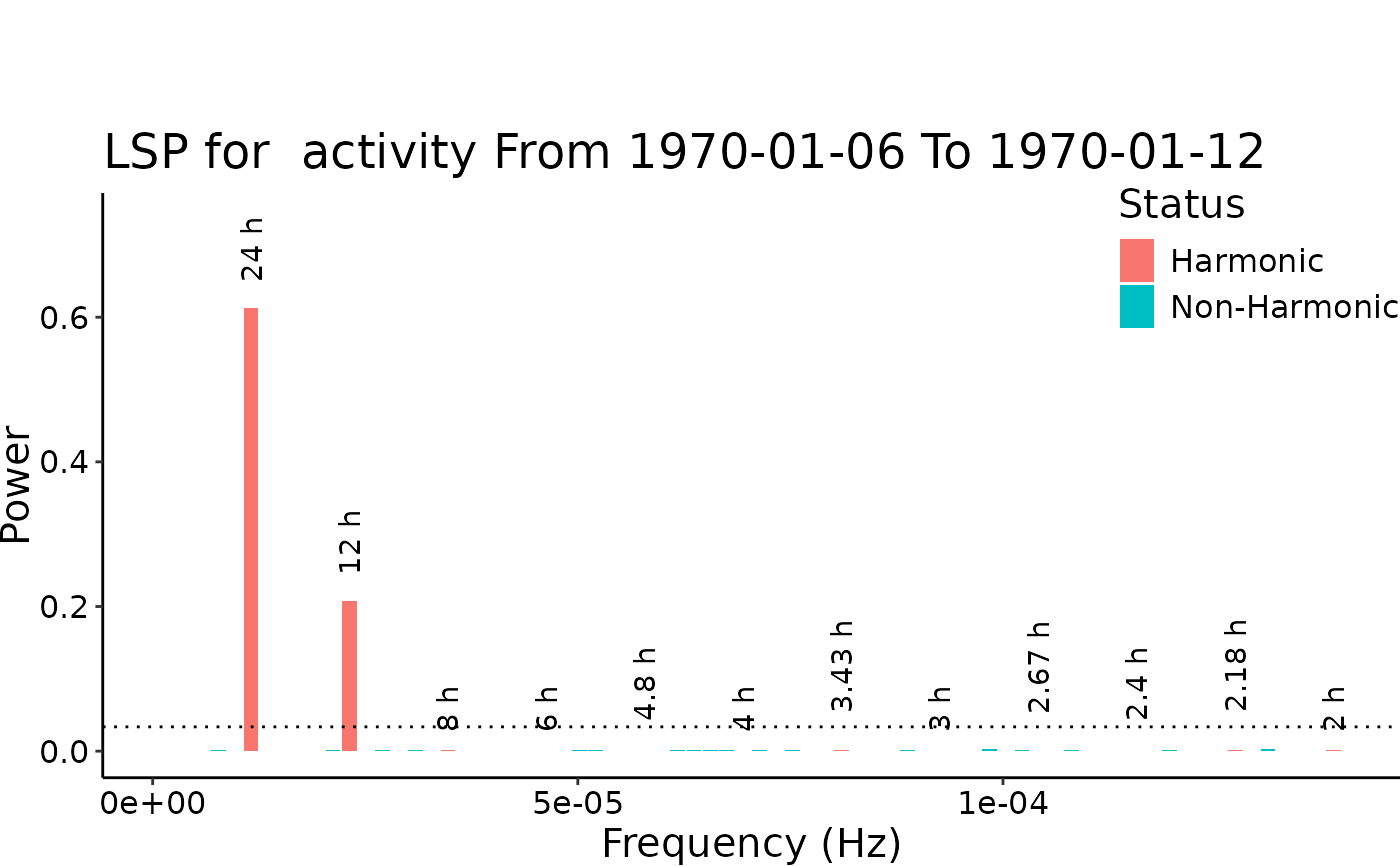 LSP for  activity From 1970-01-06 To 1970-01-12
Status
Harmonic
Non-Harmonic
Power
0.6
0.4
0.2
0.0
24 h
12 h
8 h
6 h
4.8 h
4 h
3.43 h
3 h
2.67 h
2.4 h
2.18 h
2 h
0e+00
5e-05
1e-04
Frequency (Hz)